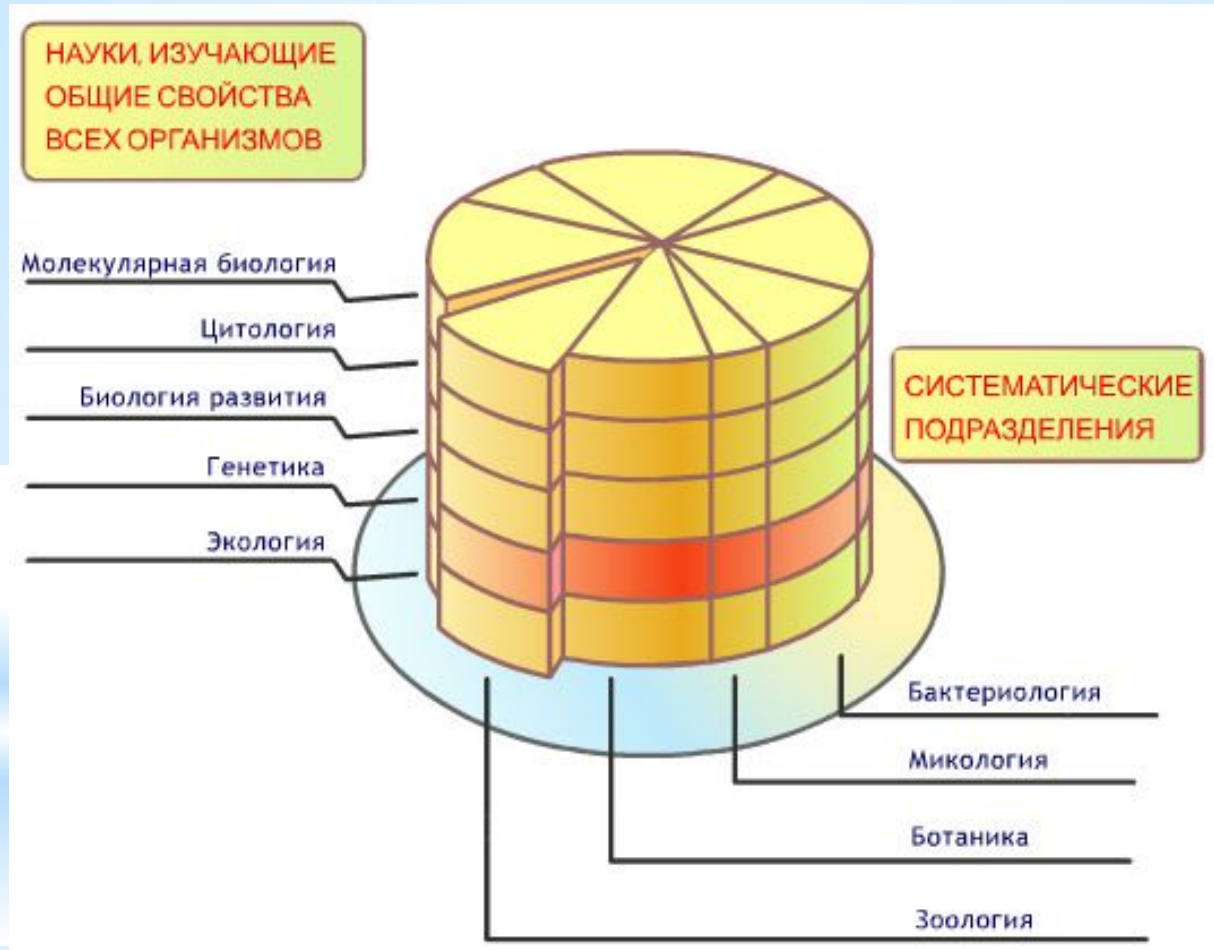 НАУКИ, ИЗУЧАЮЩИЕ
ОБЩИЕ СВОЙСТВА
ВСЕХ ОРГАНИЗМОВ
Молекулярная биология
Цитология
Биология развития
Генетика
Экология
СИСТЕМАТИЧЕСКИЕ
ПОДРАЗДЕЛЕНИЯ
Бактериология
Микология
Ботаника
Зоология